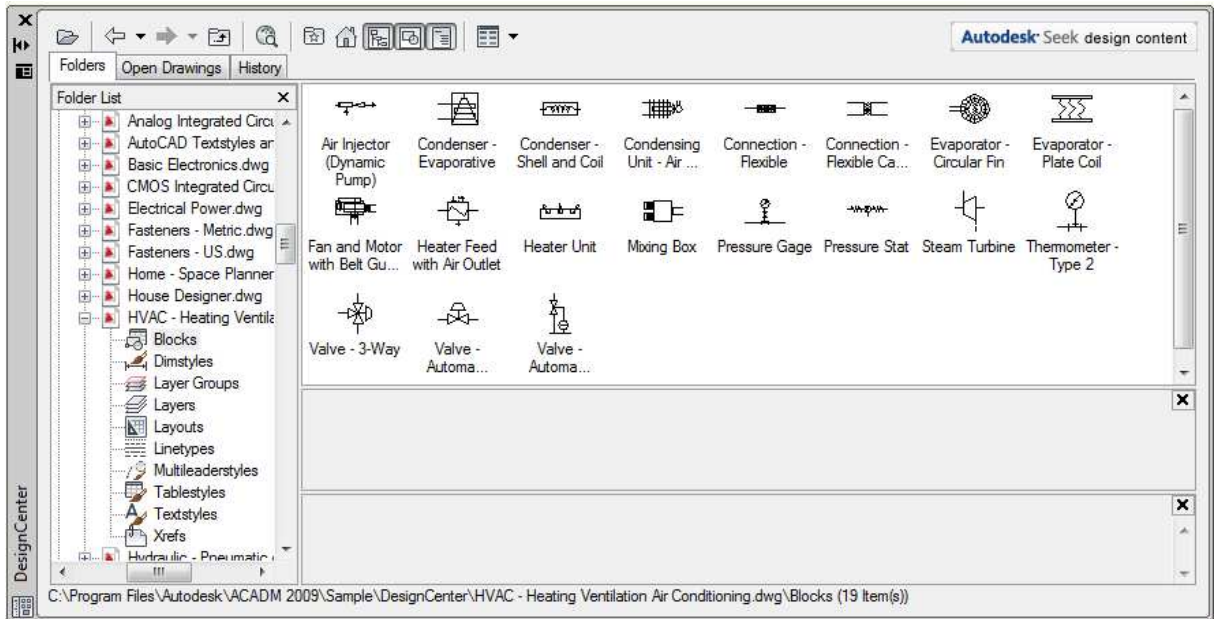 Autodesk Seek design content
Folders
Open Drawings
History
Folder List
Analog Integrated Circu
AutoCAD Textstyles ar
Basic Electronics.dwg
CMOS Integrated Circu
Electrical Power.dwg
Fasteners - Metric.dwg
Fasteners - US.dwg
Home - Space Planner
House Designer.dwg
HVAC - Heating Ventila
Blocks
Dimstyles
Layer Groups
Layers
Layouts
Linetypes
Multileaderstyles
Tablestyles
Textstyles
Xrefs
Hydraulic - Pneumatic
Air Injector
(Dynamic
Pump)
Condenser -
Evaporative
Condenser -
Shell and Coil
Condensing
Unit - Air ...
Connection -
Flexible
Connection -
Flexible Ca...
Evaporator -
Circular Fin
Evaporator -
Plate Coil
Fan and Motor
with Belt Gu...
Heater Feed
with Air Outlet
Heater Unit
Mixing Box
Pressure Gage
Pressure Stat
Steam Turbine
Thermometer -
Type 2
Valve - 3-Way
Valve -
Automa...
Valve -
Automa...
DesignCenter
C:\Program Files\Autodesk\ACADM 2009\Sample\DesignCenter\HVAC - Heating Ventilation Air Conditioning.dwg\Blocks (19 Item(s))